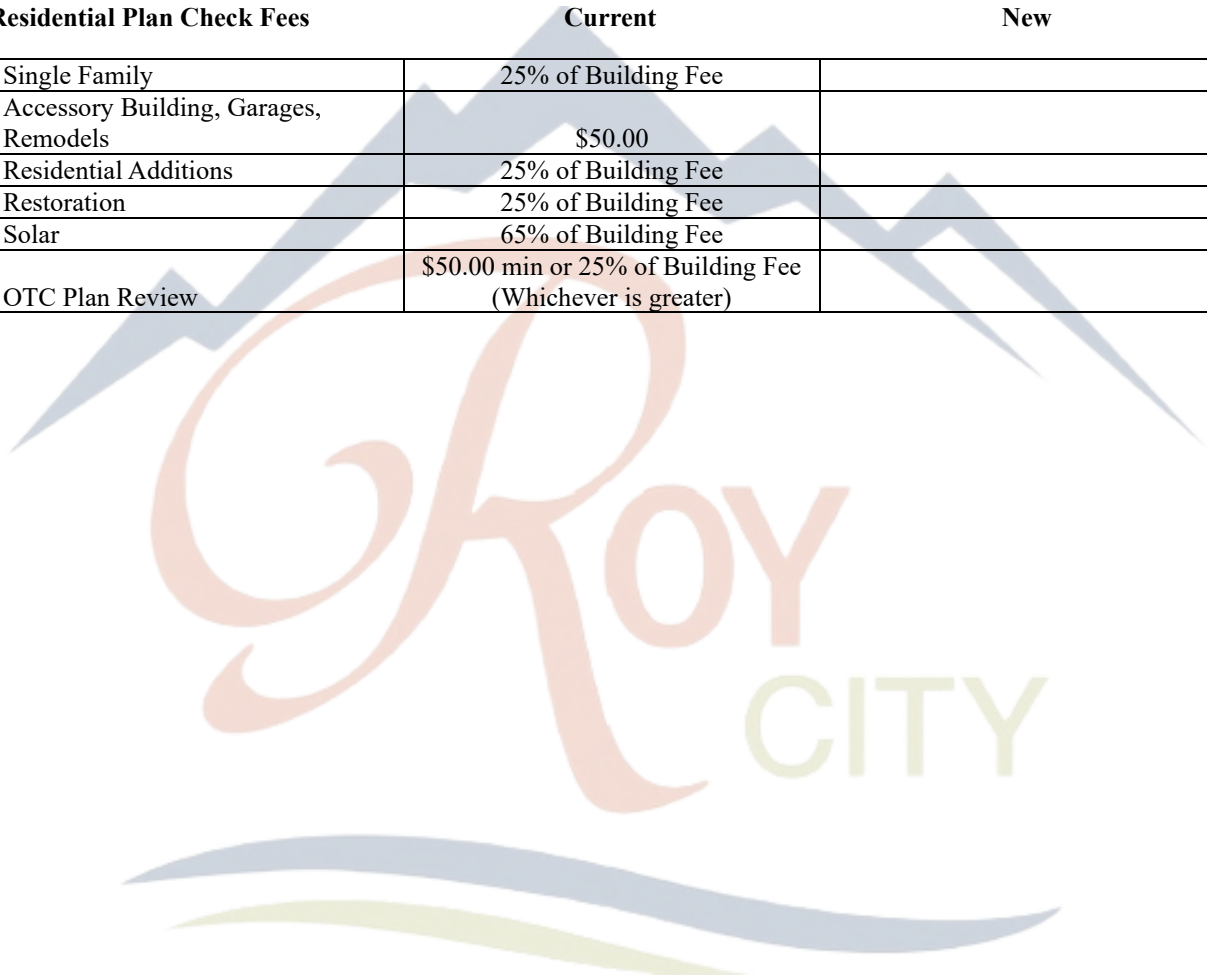 Residential Plan Check Fees Current New
Single Family 25% of Building Fee
Accessory Building, Garages,
Remodels $50.00
Residential Additions 25% of Building Fee
Restoration 25% of Building Fee
Solar 65% of Building Fee
$50.00 min or 25% of Building Fee
OTC Plan Review (Whichever is greater)
ROY
CITY